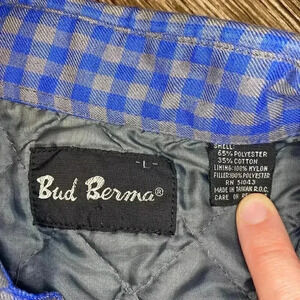 -L-
Bud Berma®
SHELL:
65% POLYESTER
35% COTTON
LINING: 100% NYLON
FILLER: 100% POLYESTER
RN 51043
MADE IN TAIWAN R.O.C.
CARE ON